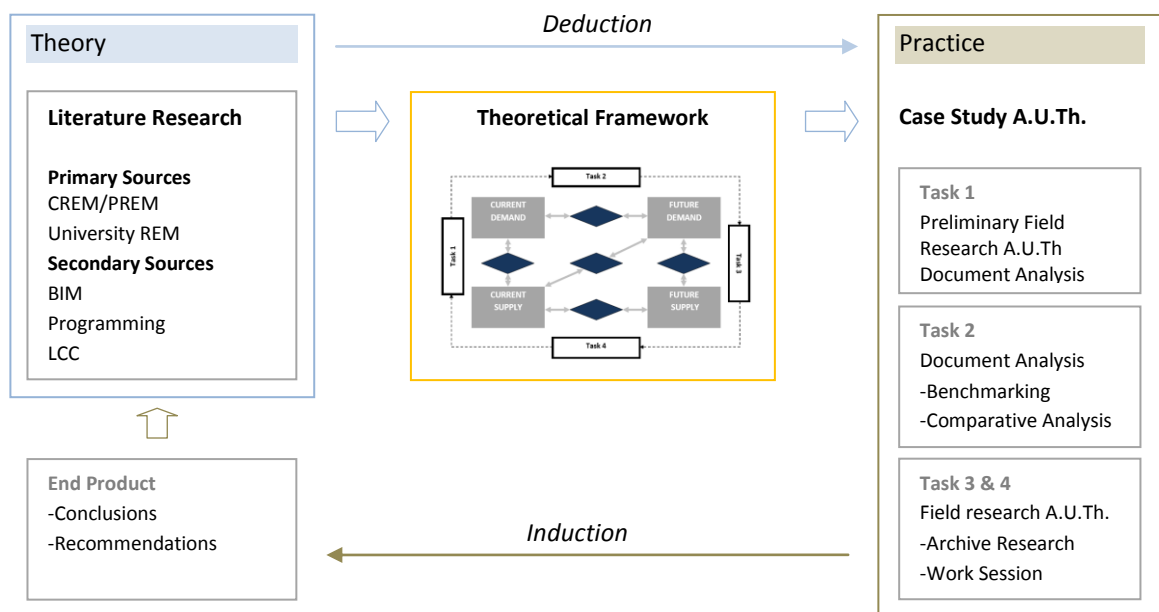 Theory
Literature Research
Primary Sources
CREM/PREM
University REM
Secondary Sources
BIM
Programming
LCC
End Product
-Conclusions
-Recommendations
Deduction
Theoretical Framework
Task 2
CURRENT
DEMAND
FUTURE
DEMAND
Task 1
Task 3
CURRENT
SUPPLY
FUTURE
SUPPLY
Task 4
Induction
Practice
Case Study A.U.Th.
Task 1
Preliminary Field
Research A.U.Th
Document Analysis
Task 2
Document Analysis
-Benchmarking
-Comparative Analysis
Task 3 & 4
Field research A.U.Th.
-Archive Research
-Work Session